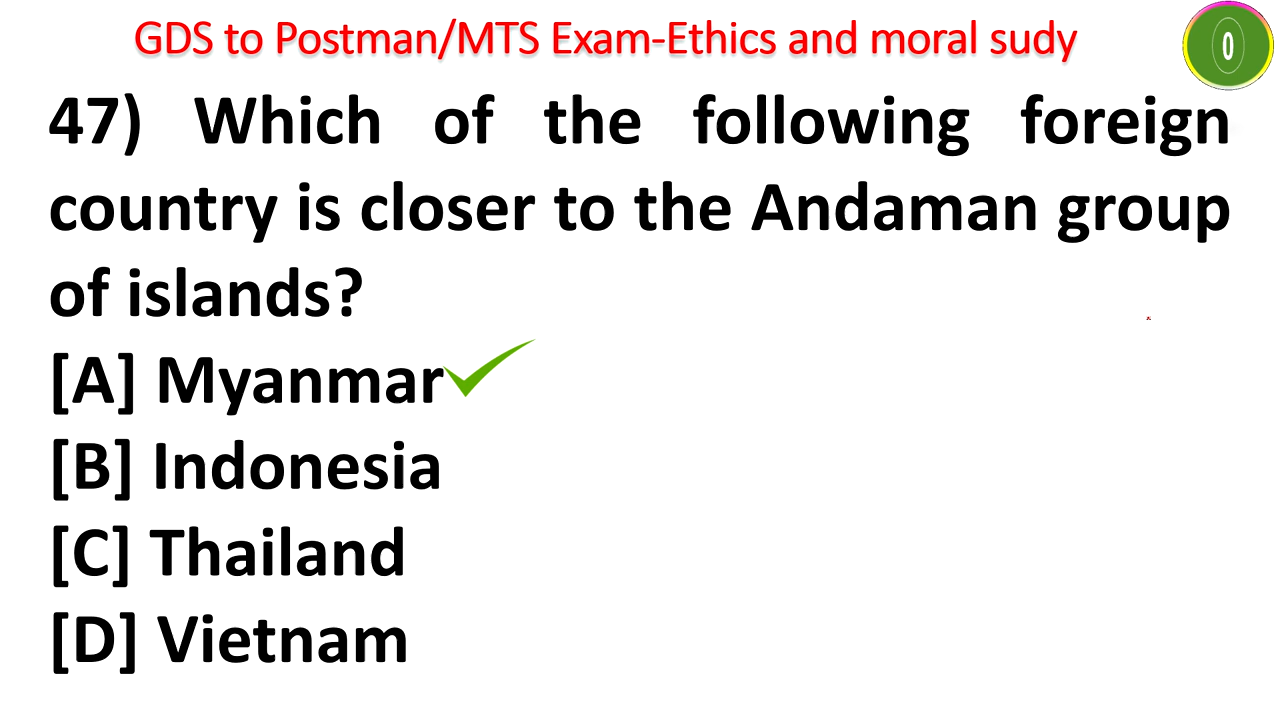 GDS to Postman/MTS Exam-Ethics and moral sudy
0
47) Which of the following foreign
country is closer to the Andaman group
of islands?
[A] Myanmar
[B] Indonesia
[C] Thailand
[D] Vietnam